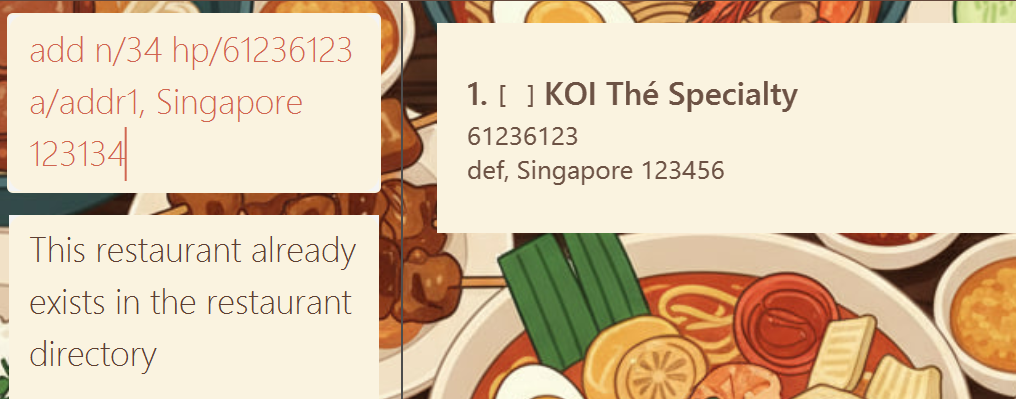 add n/34 hp/61236123
a/addr1, Singapore
123134
This restaurant already
exists in the restaurant
directory
1. [ ] KOI Thé Specialty
61236123
def, Singapore 123456